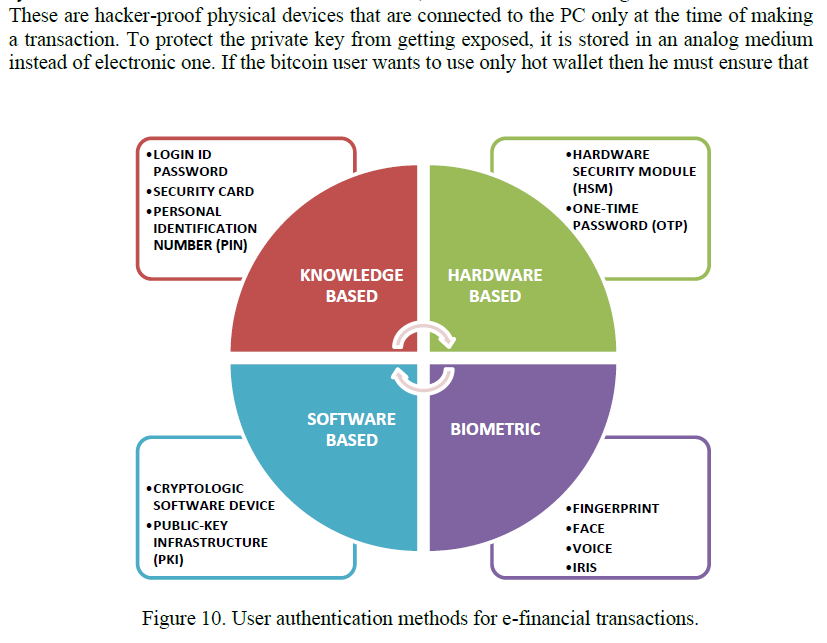 These are hacker-proof physical devices that are connected to the PC only at the time of making
a transaction. To protect the private key from getting exposed, it is stored in an analog medium
instead of electronic one. If the bitcoin user wants to use only hot wallet then he must ensure that
•LOGIN ID
PASSWORD
•SECURITY CARD
•PERSONAL
IDENTIFICATION
NUMBER (PIN)
•HARDWARE
SECURITY MODULE
(HSM)
•ONE-TIME
PASSWORD (OTP)
KNOWLEDGE
BASED
HARDWARE
BASED
SOFTWARE
BASED
BIOMETRIC
•CRYPTOLOGIC
SOFTWARE DEVICE
•PUBLIC-KEY
INFRASTRUCTURE
(PKI)
•FINGERPRINT
•FACE
•VOICE
•IRIS
Figure 10. User authentication methods for e-financial transactions.